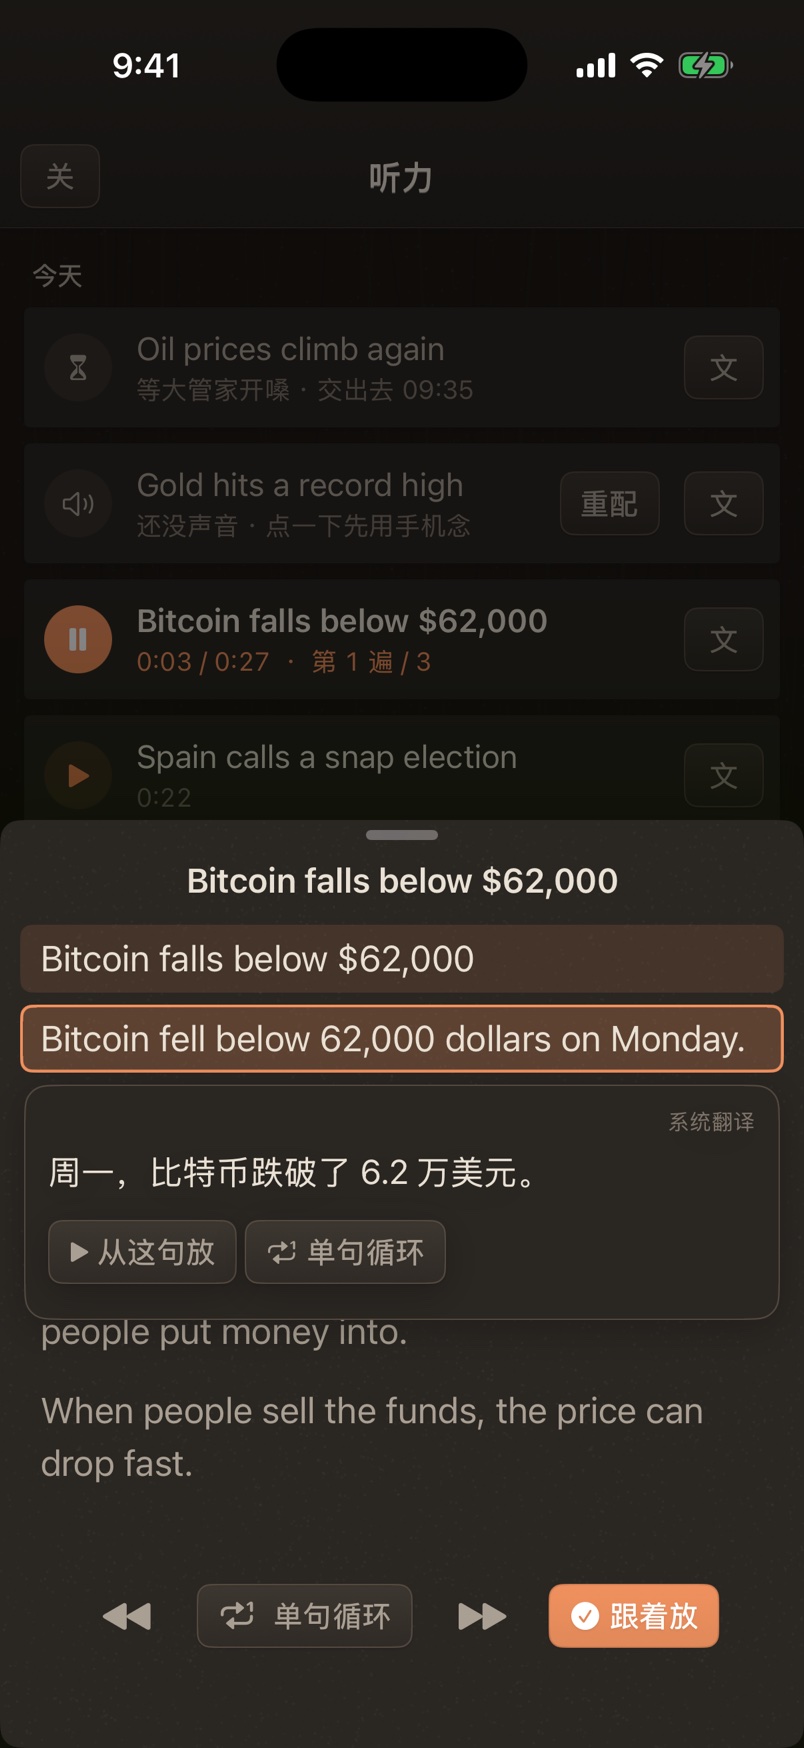 9:41
关
听力
今天
Oil prices climb again
等大管家开嗓 · 交出去 09:35
文
Gold hits a record high
还没声音 · 点一下先用手机念
重配
文
Bitcoin falls below $62,000
0:03 / 0:27 · 第 1 遍 / 3
文
Spain calls a snap election
0:22
文
Bitcoin falls below $62,000
Bitcoin falls below $62,000
Bitcoin fell below 62,000 dollars on Monday.
系统翻译
周一，比特币跌破了 6.2 万美元。
从这句放
单句循环
people put money into.
When people sell the funds, the price can
drop fast.
单句循环
跟着放